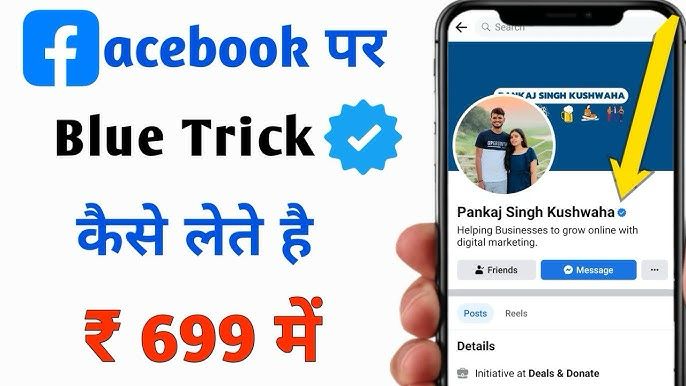 facebook पर
Blue Trick
कैसे लेते है
₹ 699 में
Search
PANKAJ SINGH KUSHWAHA
Pankaj Singh Kushwaha
Helping Businesses to grow online with
digital marketing.
Friends
Message
...
Posts
Reels
Details
Initiative at Deals & Donate